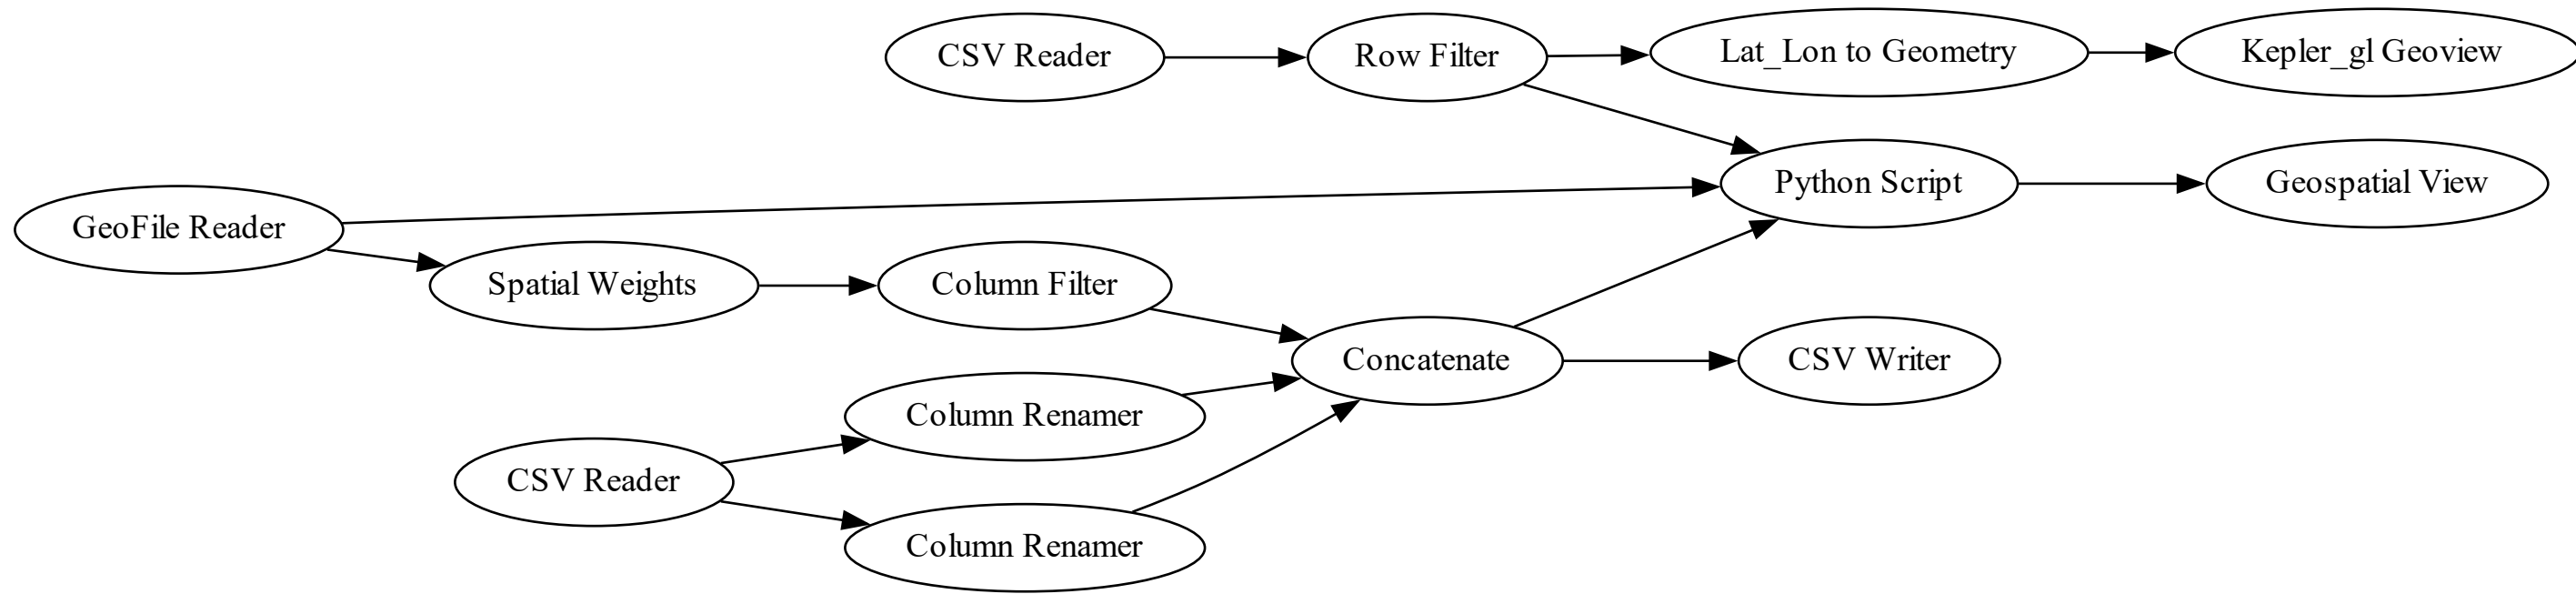 CSV Reader
Row Filter
Lat_Lon to Geometry
Kepler_gl Geoview
GeoFile Reader
Python Script
Geospatial View
Spatial Weights
Column Filter
Concatenate
CSV Writer
Column Renamer
CSV Reader
Column Renamer